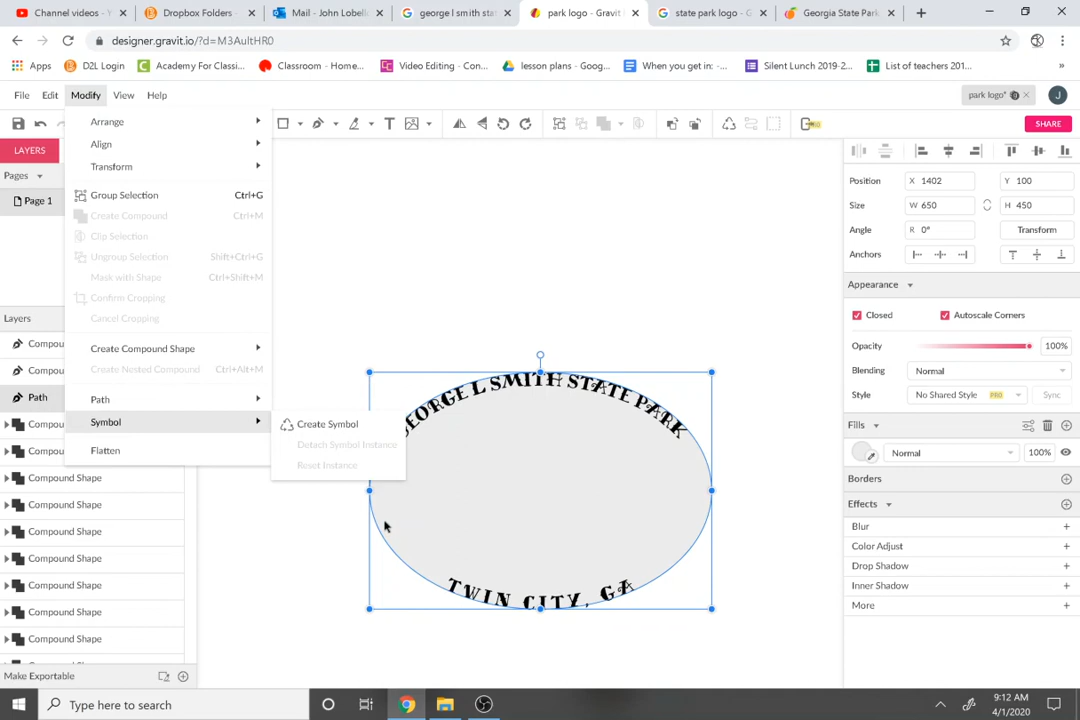 Channel videos - Y
Dropbox Folders -
Mail - John Lobell
george l smith sta
park logo - Gravit
state park logo - G
Georgia State Park
designer.gravit.io/?d=M3AultHR0
Apps
D2L Login
Academy For Classi...
Classroom - Home...
Video Editing - Con...
lesson plans - Goog...
When you get in: -...
Silent Lunch 2019-2...
List of teachers 201...
»
File
Edit
Modify
View
Help
park logo*
J
SHARE
LAYERS
Pages
Page 1
Layers
Compou
Compou
Path
Compou
Compou
Compound Shape
Compound Shape
Compound Shape
Compound Shape
Compound Shape
Compound Shape
Compound Shape
Make Exportable
Arrange
Align
Transform
Group Selection Ctrl+G
Create Compound Ctrl+M
Clip Selection
Ungroup Selection Shift+Ctrl+G
Mask with Shape Ctrl+Shift+M
Confirm Cropping
Cancel Cropping
Create Compound Shape
Create Nested Compound Ctrl+Alt+M
Path
Symbol
Flatten
Create Symbol
Detach Symbol Instance
Reset Instance
GEORGE L SMITH STATE PARK
TWIN CITY, GA
Position X 1402 Y 100
Size W 650 H 450
Angle R 0° Transform
Anchors
Appearance
Closed Autoscale Corners
Opacity 100%
Blending Normal
Style No Shared Style PRO Sync
Fills
Normal 100%
Borders
Effects
Blur +
Color Adjust +
Drop Shadow +
Inner Shadow +
More +
Type here to search
9:12 AM
4/1/2020